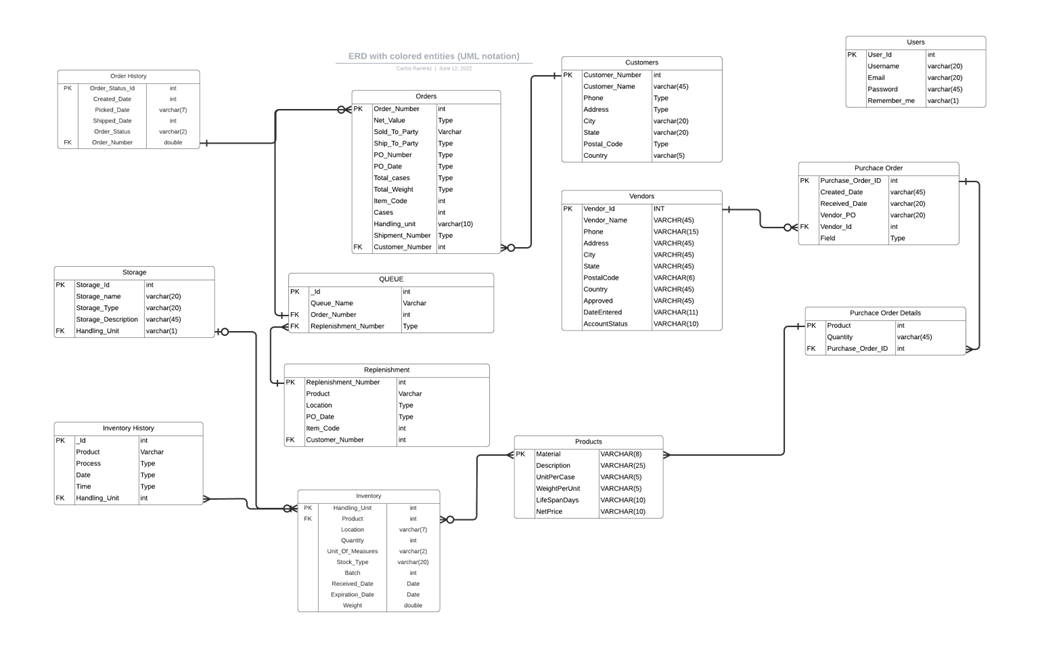 ERD with colored entities (UML notation)
Carlos Ramirez | June 12, 2022
Order History
PK Order_Status_Id int
Created_Date int
Picked_Date varchar(7)
Shipped_Date int
Order_Status varchar(2)
FK Order_Number double
Orders
PK Order_Number int
Net_Value Type
Sold_To_Party Varchar
Ship_To_Party Type
PO_Number Type
PO_Date Type
Total_cases Type
Total_Weight Type
Item_Code int
Cases int
Handling_unit varchar(10)
Shipment_Number Type
FK Customer_Number int
Customers
PK Customer_Number int
Customer_Name varchar(45)
Phone Type
Address Type
City varchar(20)
State varchar(20)
Postal_Code Type
Country varchar(5)
Users
PK User_Id int
Username varchar(20)
Email varchar(20)
Password varchar(45)
Remember_me varchar(1)
Vendors
PK Vendor_Id INT
Vendor_Name VARCHR(45)
Phone VARCHAR(15)
Address VARCHR(45)
City VARCHR(45)
State VARCHR(45)
PostalCode VARCHAR(6)
Country VARCHR(45)
Approved VARCHR(45)
DateEntered VARCHAR(11)
AccountStatus VARCHAR(10)
Purchace Order
PK Purchase_Order_ID int
Created_Date varchar(45)
Received_Date varchar(20)
Vendor_PO varchar(20)
FK Vendor_Id int
Field Type
Storage
PK Storage_Id int
Storage_name varchar(20)
Storage_Type varchar(20)
Storage_Description varchar(45)
FK Handling_Unit varchar(1)
QUEUE
PK _Id int
Queue_Name Varchar
FK Order_Number int
FK Replenishment_Number Type
Purchace Order Details
PK Product int
Quantity varchar(45)
FK Purchase_Order_ID int
Replenishment
PK Replenishment_Number int
Product Varchar
Location Type
PO_Date Type
Item_Code int
FK Customer_Number int
Inventory History
PK _Id int
Product Varchar
Process Type
Date Type
Time Type
FK Handling_Unit int
Products
PK Material VARCHAR(8)
Description VARCHAR(25)
UnitPerCase VARCHAR(5)
WeightPerUnit VARCHAR(5)
LifeSpanDays VARCHAR(10)
NetPrice VARCHAR(10)
Inventory
PK Handling_Unit int
FK Product int
Location varchar(7)
Quantity int
Unit_Of_Measures varchar(2)
Stock_Type varchar(20)
Batch int
Received_Date Date
Expiration_Date Date
Weight double